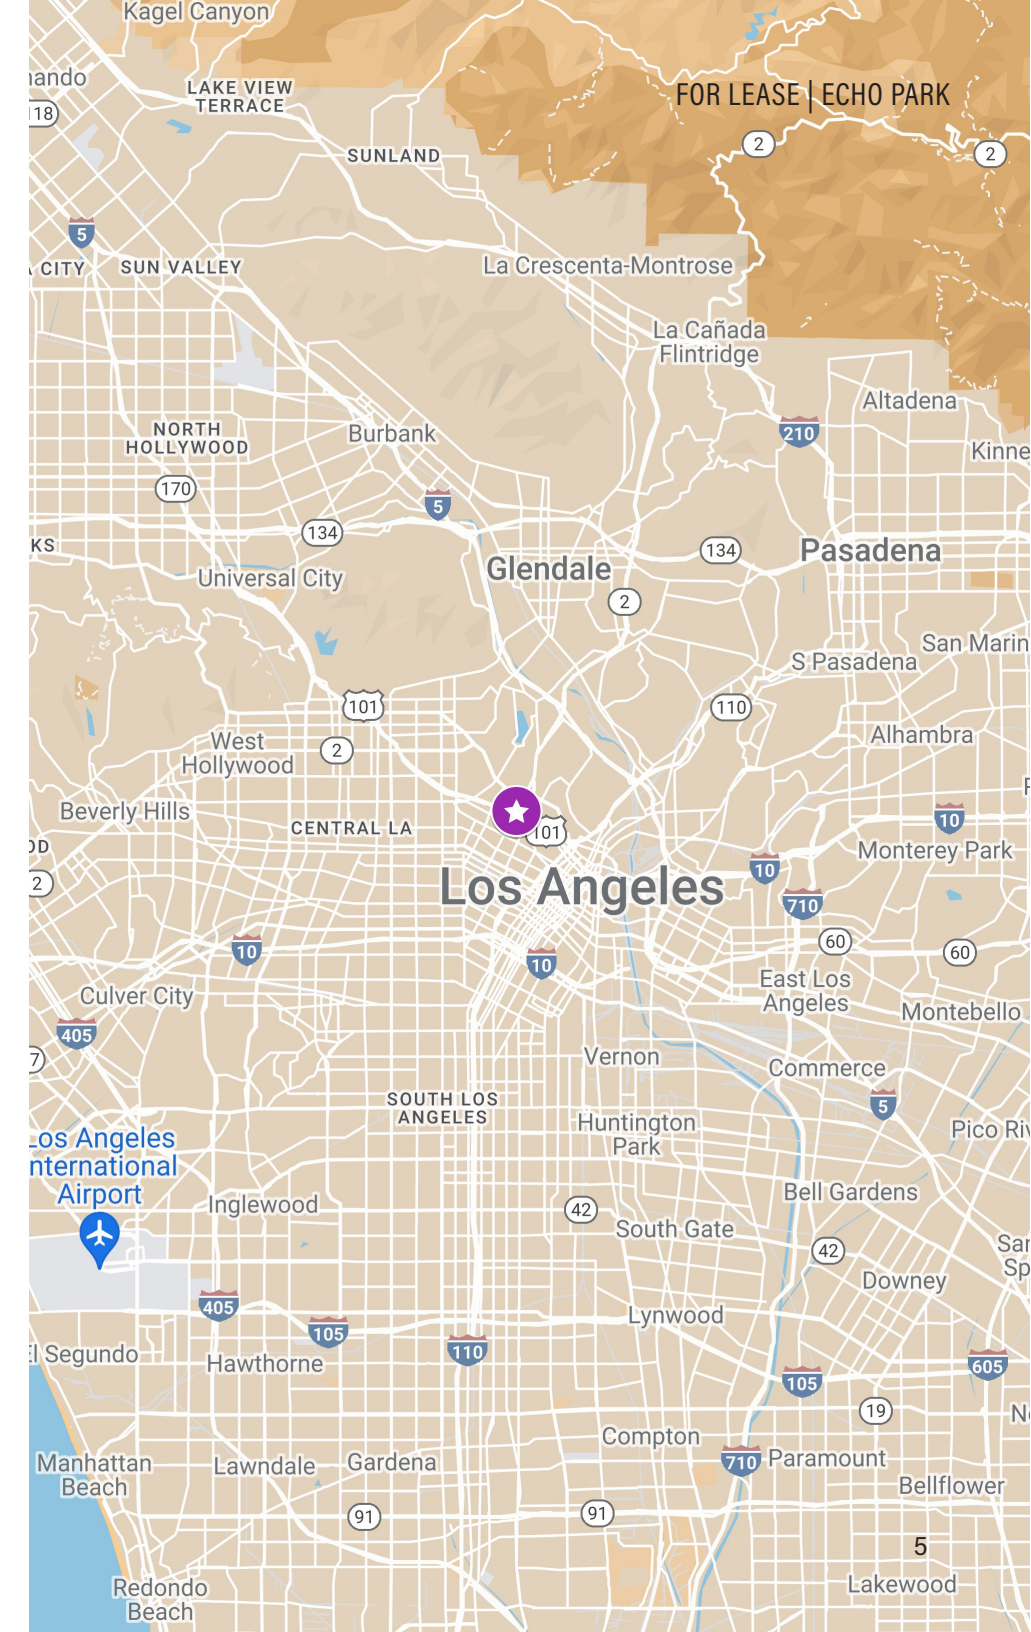 Kagel Canyon
nando
118
LAKE VIEW
TERRACE
FOR LEASE | ECHO PARK
SUNLAND
2
2
5
A CITY
SUN VALLEY
La Crescenta-Montrose
La Cañada
Flintridge
Altadena
210
Kinne
NORTH
HOLLYWOOD
Burbank
170
5
134
KS
134
Pasadena
Universal City
Glendale
2
San Marin
S Pasadena
101
110
West
Hollywood
2
Alhambra
Beverly Hills
CENTRAL LA
101
10
OD
Monterey Park
2
Los Angeles
10
710
10
10
60
60
East Los
Angeles
Culver City
Montebello
405
7
Vernon
Commerce
SOUTH LOS
ANGELES
5
Huntington
Park
Pico Riv
Los Angeles
nternational
Airport
Inglewood
Bell Gardens
42
South Gate
42
San
Sp
Downey
405
105
Lynwood
110
El Segundo
Hawthorne
105
605
19
No
Compton
Manhattan
Beach
Lawndale
Gardena
710
Paramount
Bellflower
91
91
5
Redondo
Beach
Lakewood